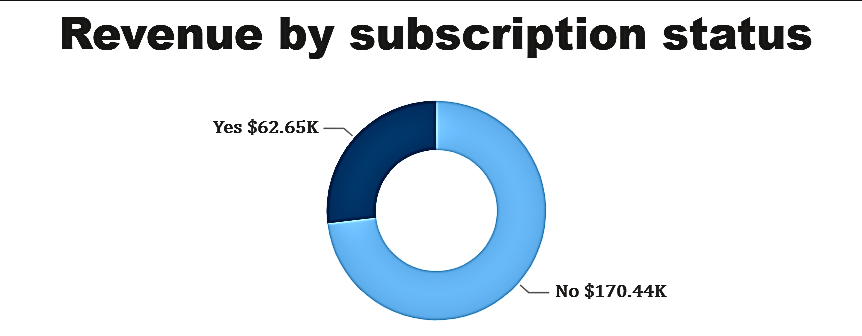 Revenue by subscription status
Yes $62.65K
No $170.44K